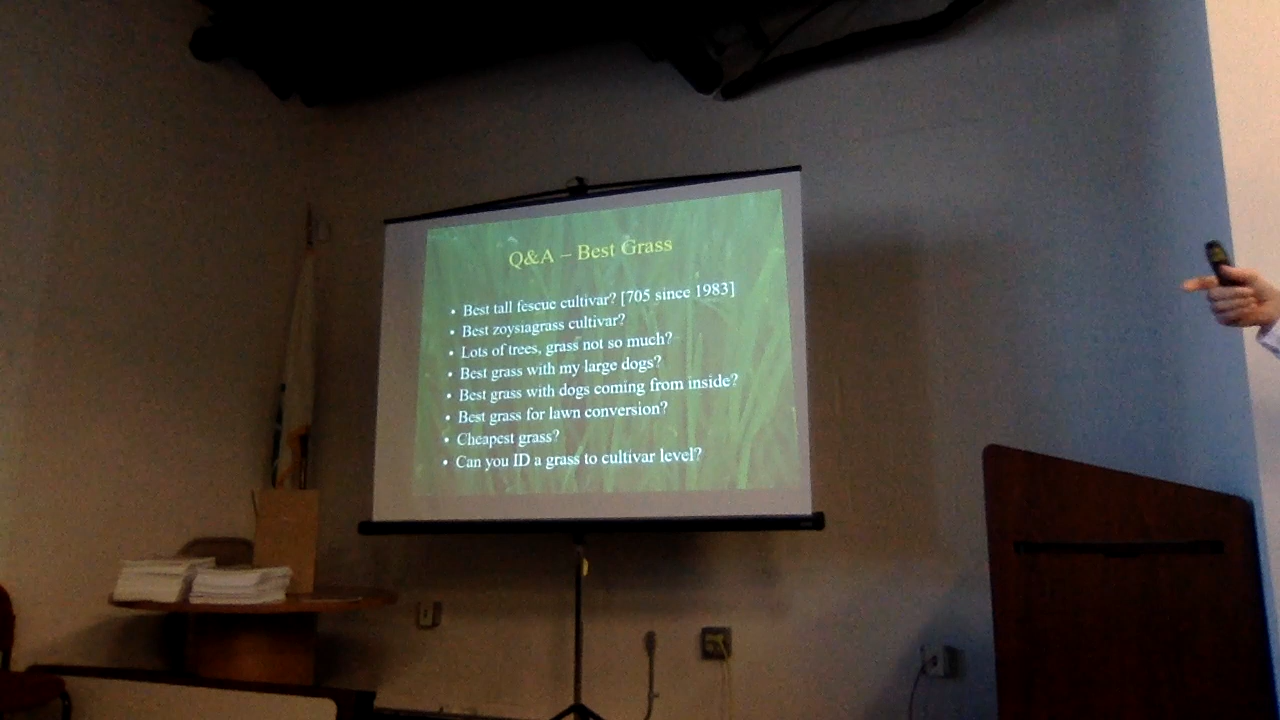 Q&A – Best Grass
• Best tall fescue cultivar? [705 since 1983]
• Best zoysiagrass cultivar?
• Lots of trees, grass not so much?
• Best grass with my large dogs?
• Best grass with dogs coming from inside?
• Best grass for lawn conversion?
• Cheapest grass?
• Can you ID a grass to cultivar level?